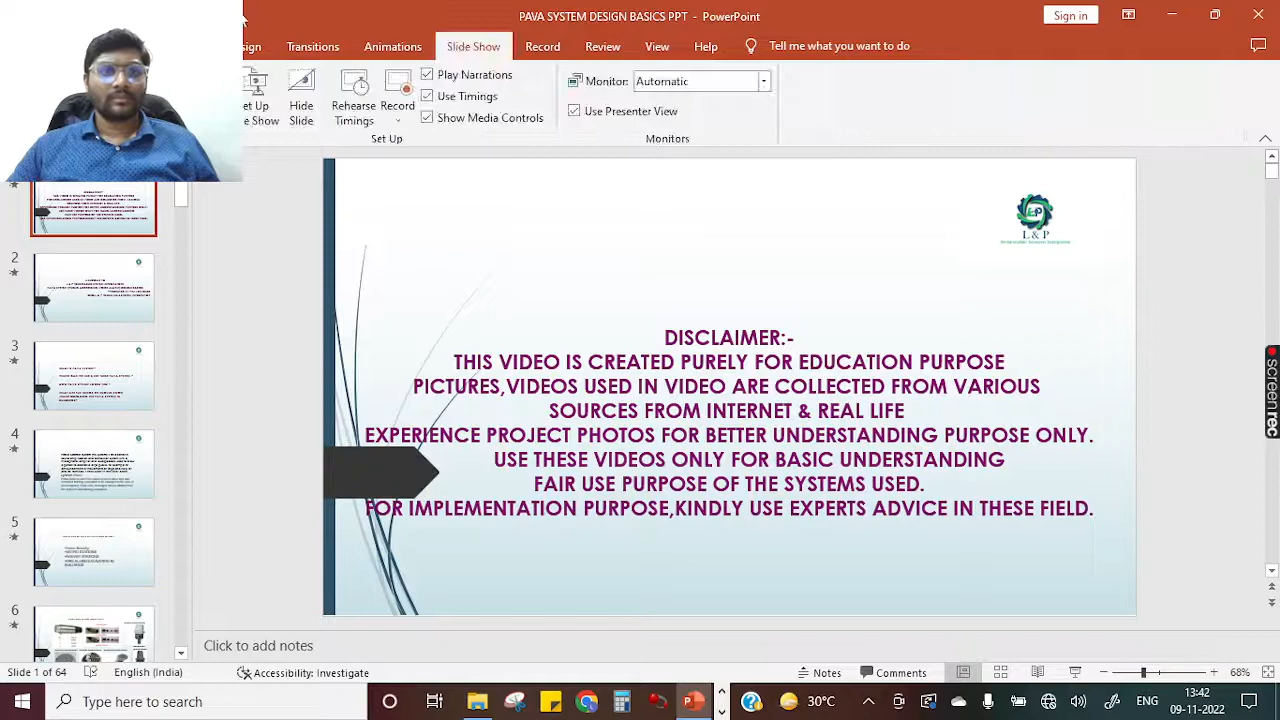 PAVA SYSTEM DESIGN BASICS PPT - PowerPoint
Sign in
Transitions
Animations
Slide Show
Record
Review
View
Help
Tell me what you want to do
Rehearse
Timings
Record
Slide
Play Narrations
Use Timings
Show Media Controls
Set Up
Monitor:
Automatic
Use Presenter View
Monitors
2
3
4
5
6
L & P
DISCLAIMER:-
THIS VIDEO IS CREATED PURELY FOR EDUCATION PURPOSE
PICTURES,VIDEOS USED IN VIDEO ARE COLLECTED FROM VARIOUS
SOURCES FROM INTERNET & REAL LIFE
EXPERIENCE PROJECT PHOTOS FOR BETTER UNDERSTANDING PURPOSE ONLY.
USE THESE VIDEOS ONLY FOR BASIC UNDERSTANDING
FAIR USE PURPOSE OF THE SYSTEMS USED.
FOR IMPLEMENTATION PURPOSE,KINDLY USE EXPERTS ADVICE IN THESE FIELD.
screenrec
Click to add notes
Slide 1 of 64
English (India)
Accessibility: Investigate
Notes
Comments
68%
Type here to search
30°C
ENG
13:42
09-11-2022